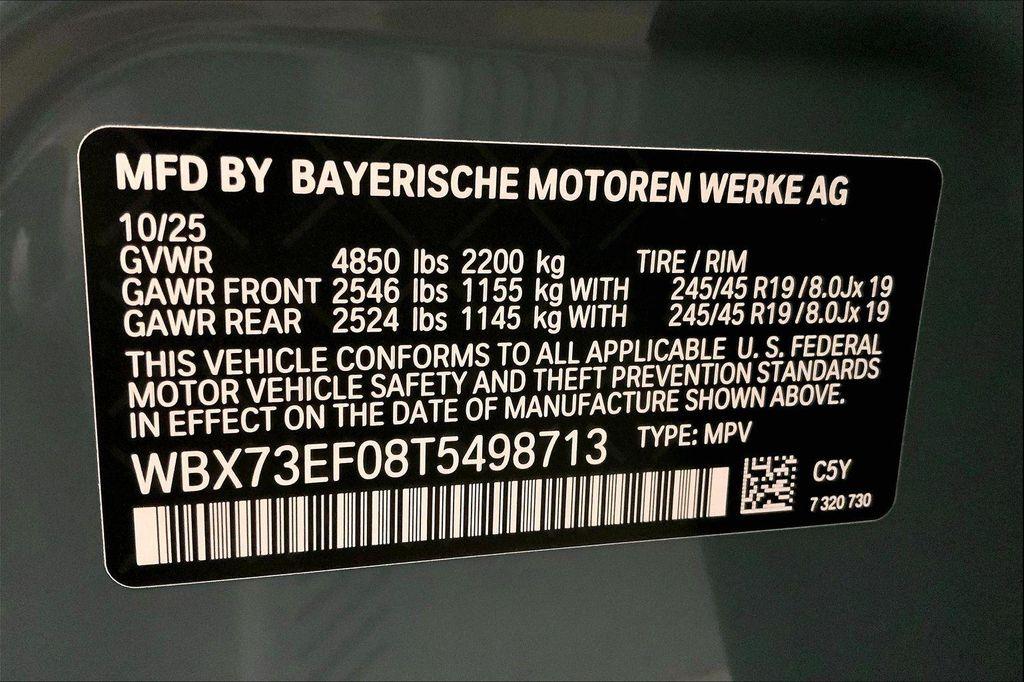 MFD BY BAYERISCHE MOTOREN WERKE AG
10/25
GVWR 4850 lbs 2200 kg TIRE / RIM
GAWR FRONT 2546 lbs 1155 kg WITH 245/45 R19 /8.0Jx 19
GAWR REAR 2524 lbs 1145 kg WITH 245/45 R19 /8.0Jx 19
THIS VEHICLE CONFORMS TO ALL APPLICABLE U. S. FEDERAL
MOTOR VEHICLE SAFETY AND THEFT PREVENTION STANDARDS
IN EFFECT ON THE DATE OF MANUFACTURE SHOWN ABOVE.
WBX73EF08T5498713 TYPE: MPV
C5Y
7 320 730